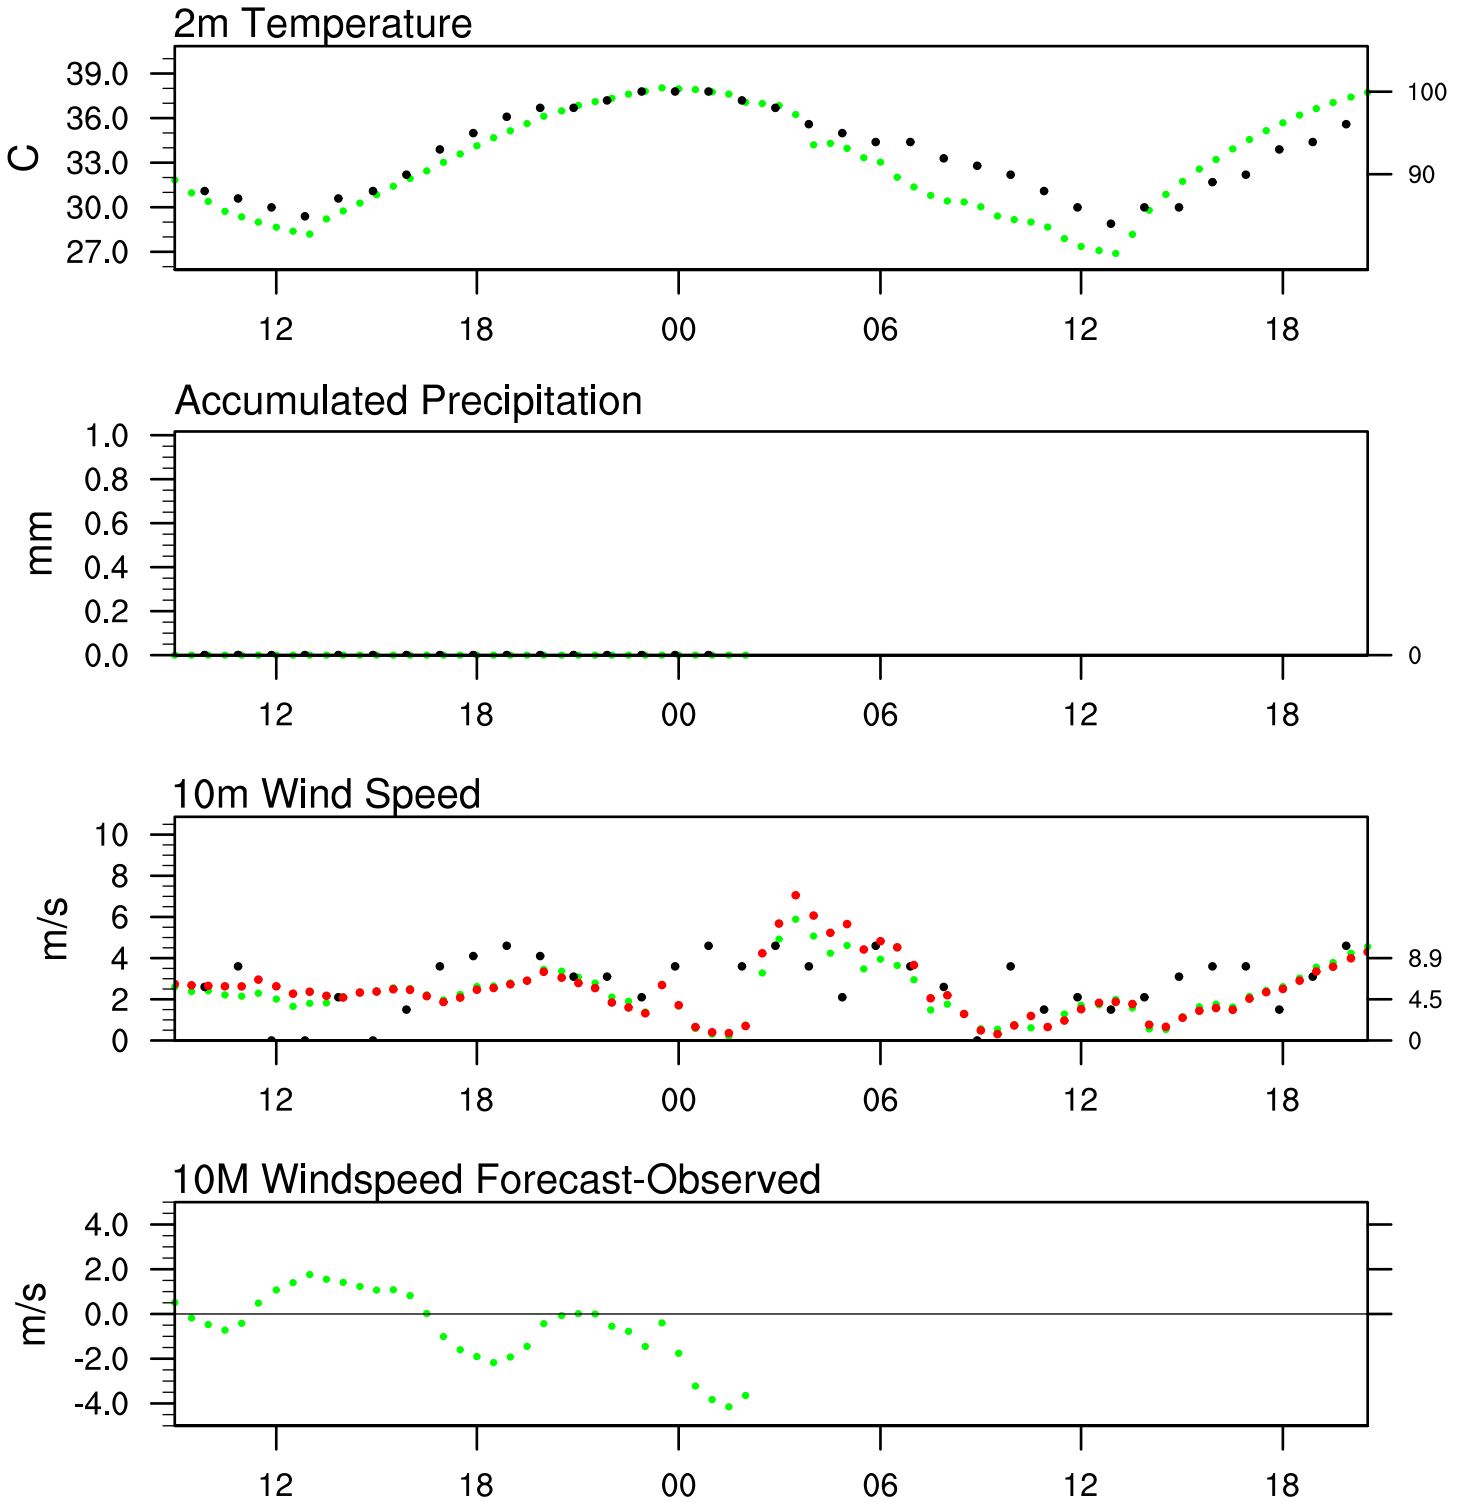 2m Temperature
39.0
36.0
33.0
30.0
27.0
C
100
90
12 18 00 06 12 18
Accumulated Precipitation
1.0
0.8
0.6
0.4
0.2
0.0
mm
0
12 18 00 06 12 18
10m Wind Speed
10
8
6
4
2
0
m/s
8.9
4.5
0
12 18 00 06 12 18
10M Windspeed Forecast-Observed
4.0
2.0
0.0
-2.0
-4.0
m/s
12 18 00 06 12 18